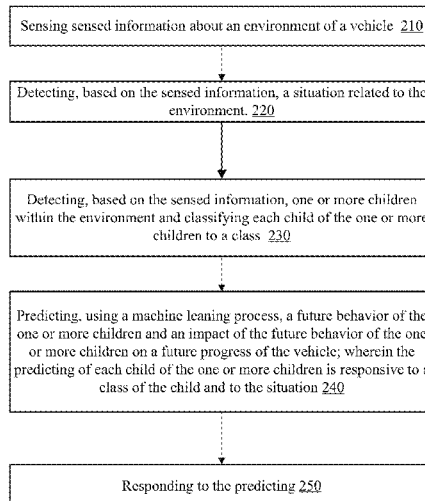 Sensing sensed information about an environment of a vehicle 210
Detecting, based on the sensed information, a situation related to the
environment. 220
Detecting, based on the sensed information, one or more children
within the environment and classifying each child of the one or more
children to a class 230
Predicting, using a machine leaning process, a future behavior of the
one or more children and an impact of the future behavior of the one
or more children on a future progress of the vehicle; wherein the
predicting of each child of the one or more children is responsive to a
class of the child and to the situation 240
Responding to the predicting 250